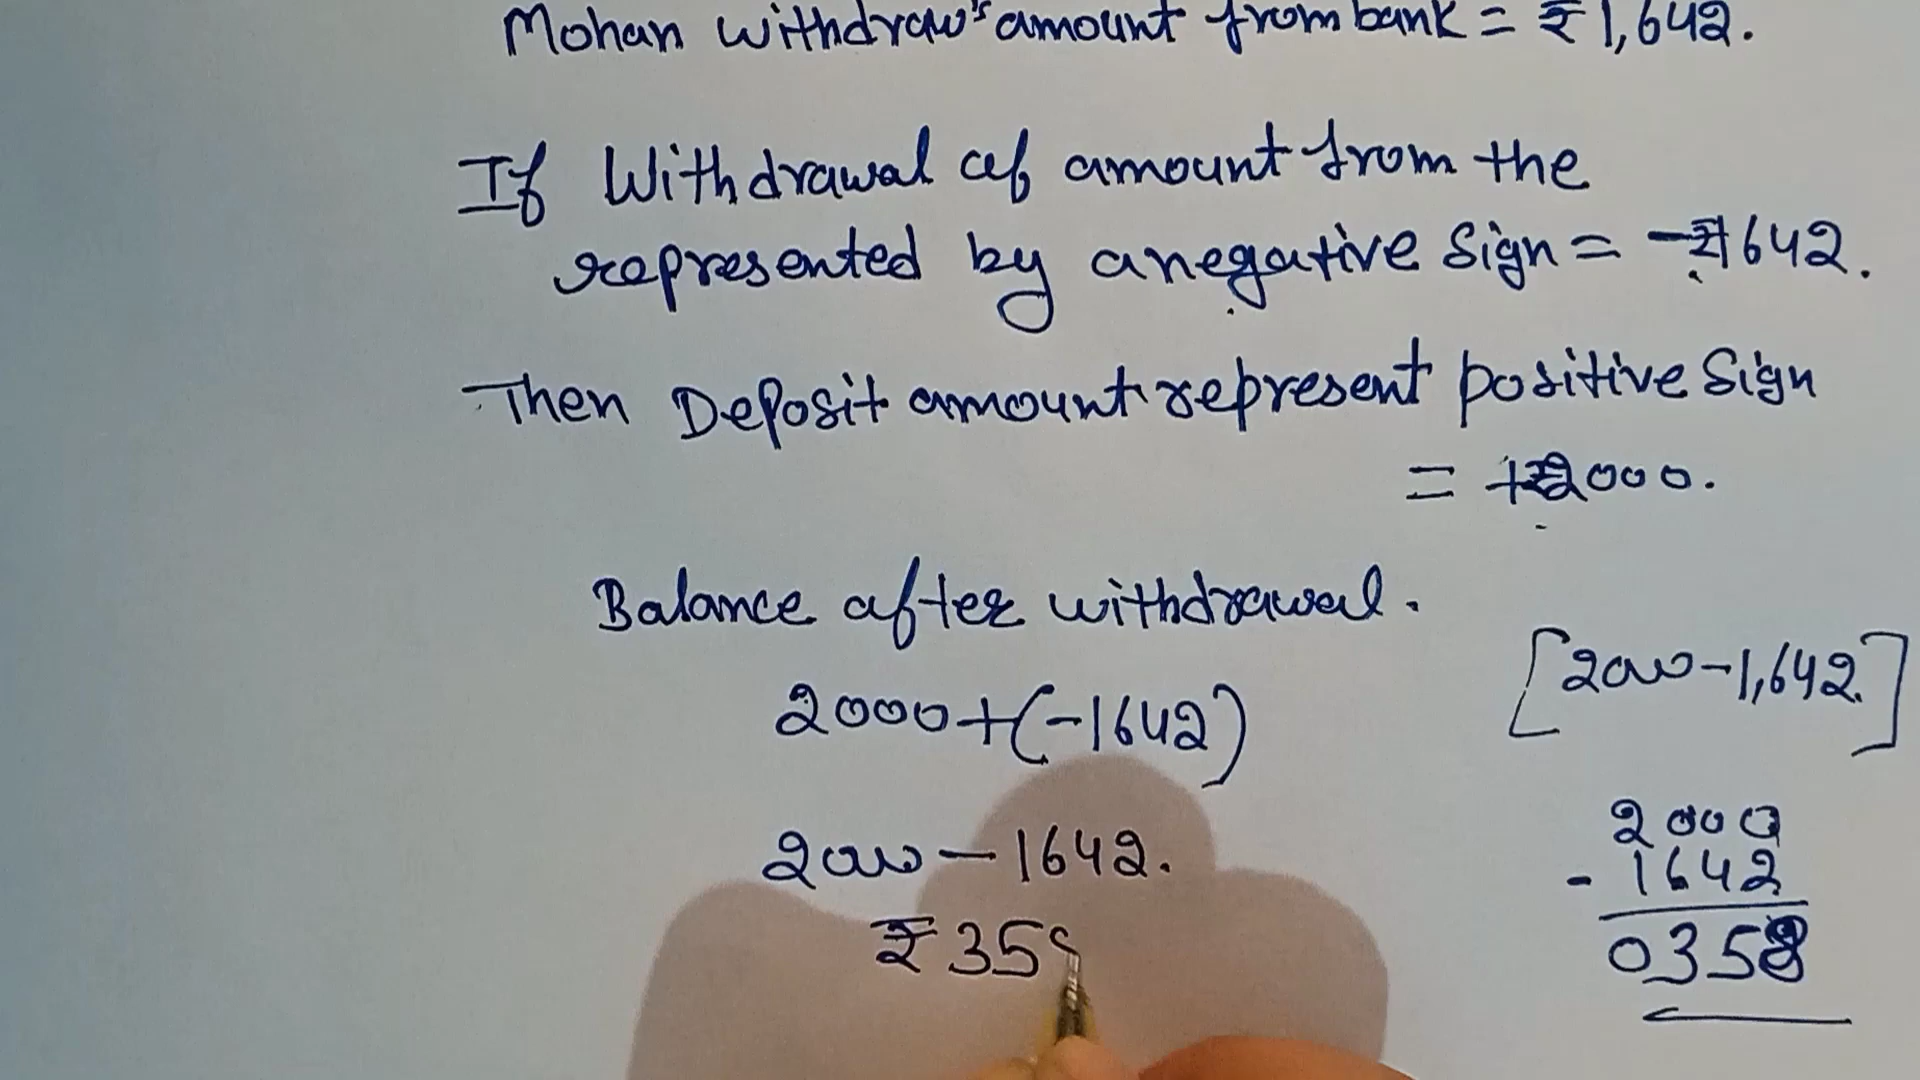 Mohan withdraw's amount from bank = ₹ 1,642.
If Withdrawal of amount from the
represented by a negative Sign = -₹1642.
Then Deposit amount represent positive Sign
= +₹2000.
Balance after withdrawal.
2000+(-1642)
[2000-1,642]
2000 - 1642.
₹ 358
2000
- 1642
0358